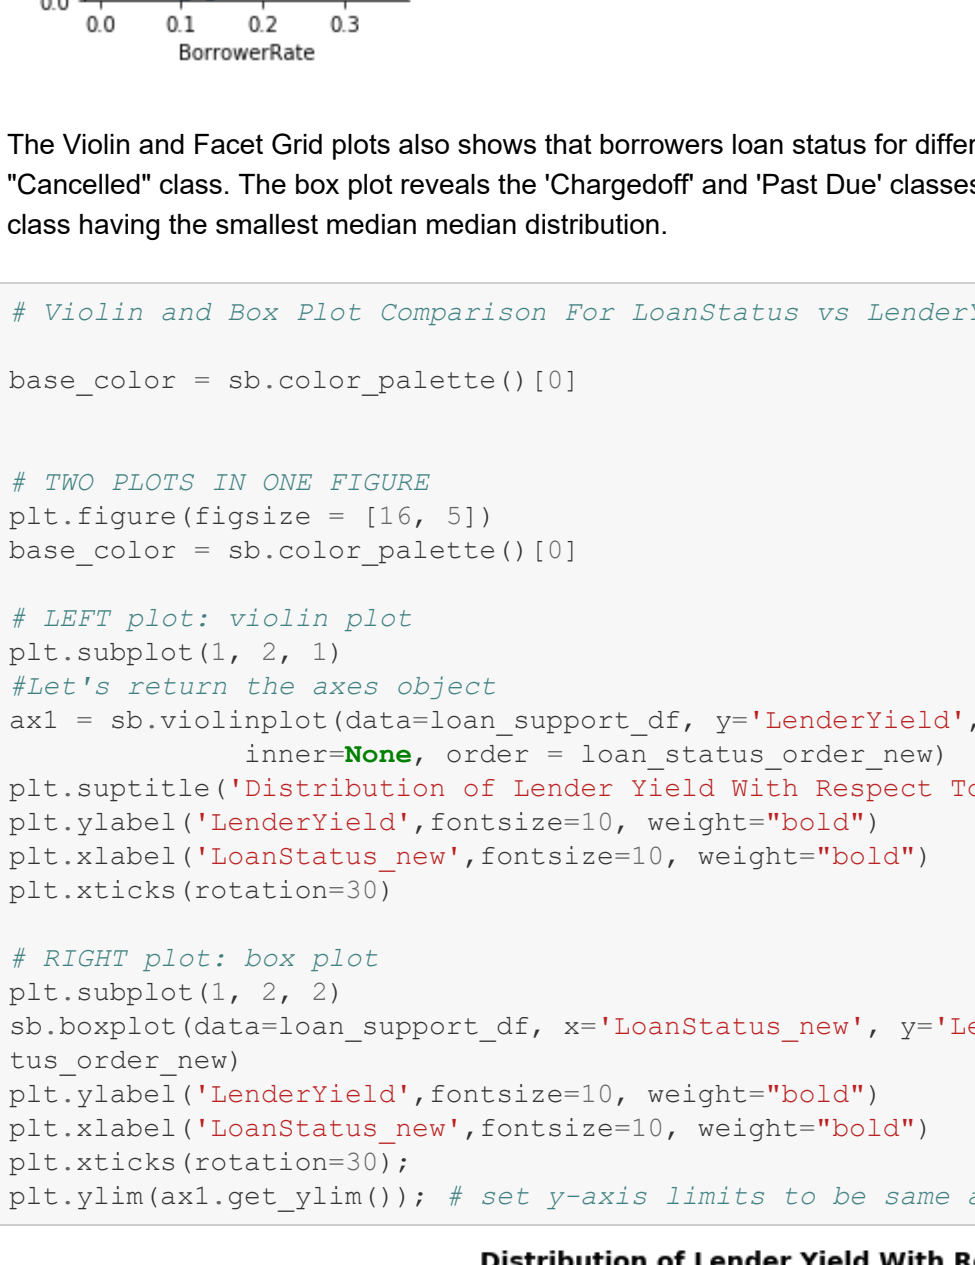 0.0
0.0 0.1 0.2 0.3
BorrowerRate
The Violin and Facet Grid plots also shows that borrowers loan status for differ
"Cancelled" class. The box plot reveals the 'Chargedoff' and 'Past Due' classes
class having the smallest median median distribution.
# Violin and Box Plot Comparison For LoanStatus vs LenderY
base_color = sb.color_palette()[0]
# TWO PLOTS IN ONE FIGURE
plt.figure(figsize = [16, 5])
base_color = sb.color_palette()[0]
# LEFT plot: violin plot
plt.subplot(1, 2, 1)
#Let's return the axes object
ax1 = sb.violinplot(data=loan_support_df, y='LenderYield',
inner=None, order = loan_status_order_new)
plt.suptitle('Distribution of Lender Yield With Respect To
plt.ylabel('LenderYield',fontsize=10, weight="bold")
plt.xlabel('LoanStatus_new',fontsize=10, weight="bold")
plt.xticks(rotation=30)
# RIGHT plot: box plot
plt.subplot(1, 2, 2)
sb.boxplot(data=loan_support_df, x='LoanStatus_new', y='Le
tus_order_new)
plt.ylabel('LenderYield',fontsize=10, weight="bold")
plt.xlabel('LoanStatus_new',fontsize=10, weight="bold")
plt.xticks(rotation=30);
plt.ylim(ax1.get_ylim()); # set y-axis limits to be same a
Distribution of Lender Yield With Re